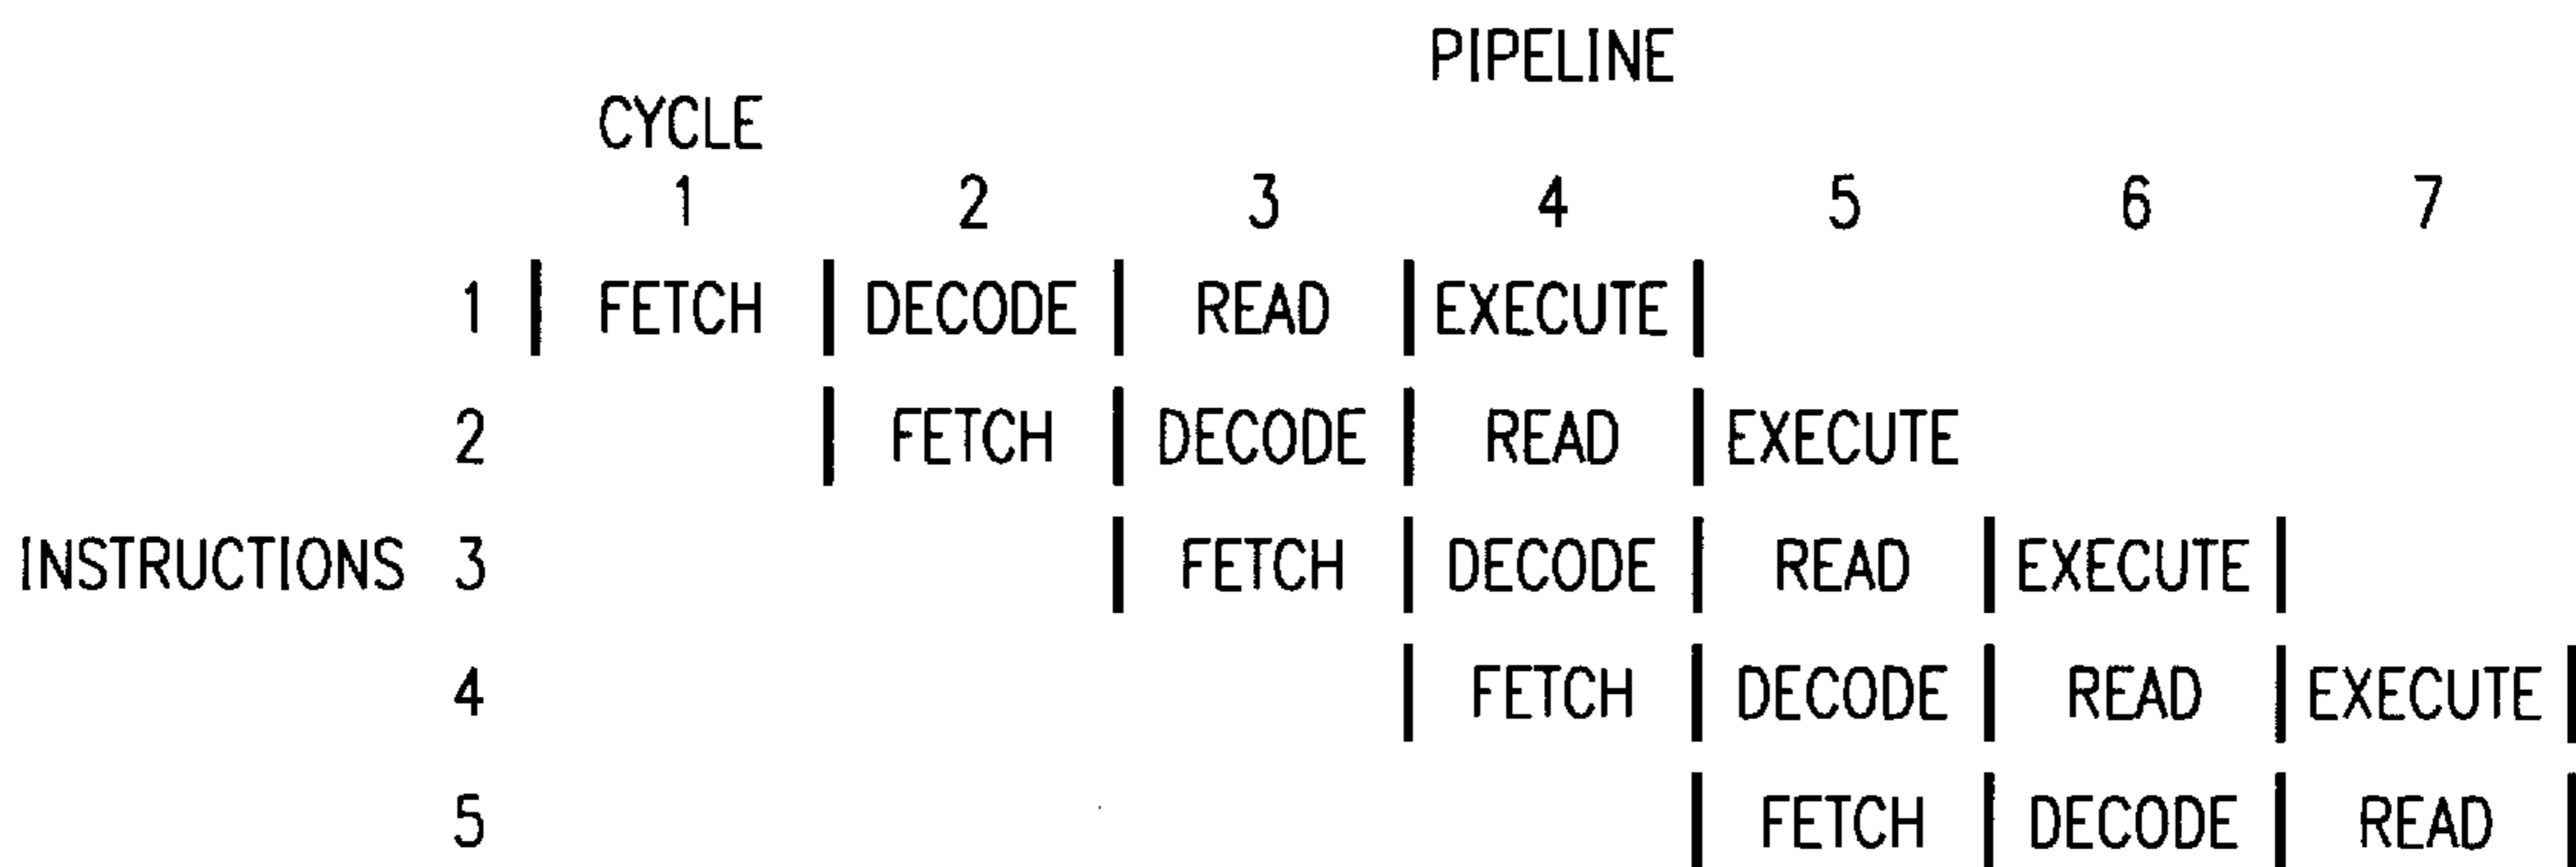 PIPELINE
CYCLE
1 2 3 4 5 6 7
1 FETCH DECODE READ EXECUTE
2 FETCH DECODE READ EXECUTE
INSTRUCTIONS 3 FETCH DECODE READ EXECUTE
4 FETCH DECODE READ EXECUTE
5 FETCH DECODE READ